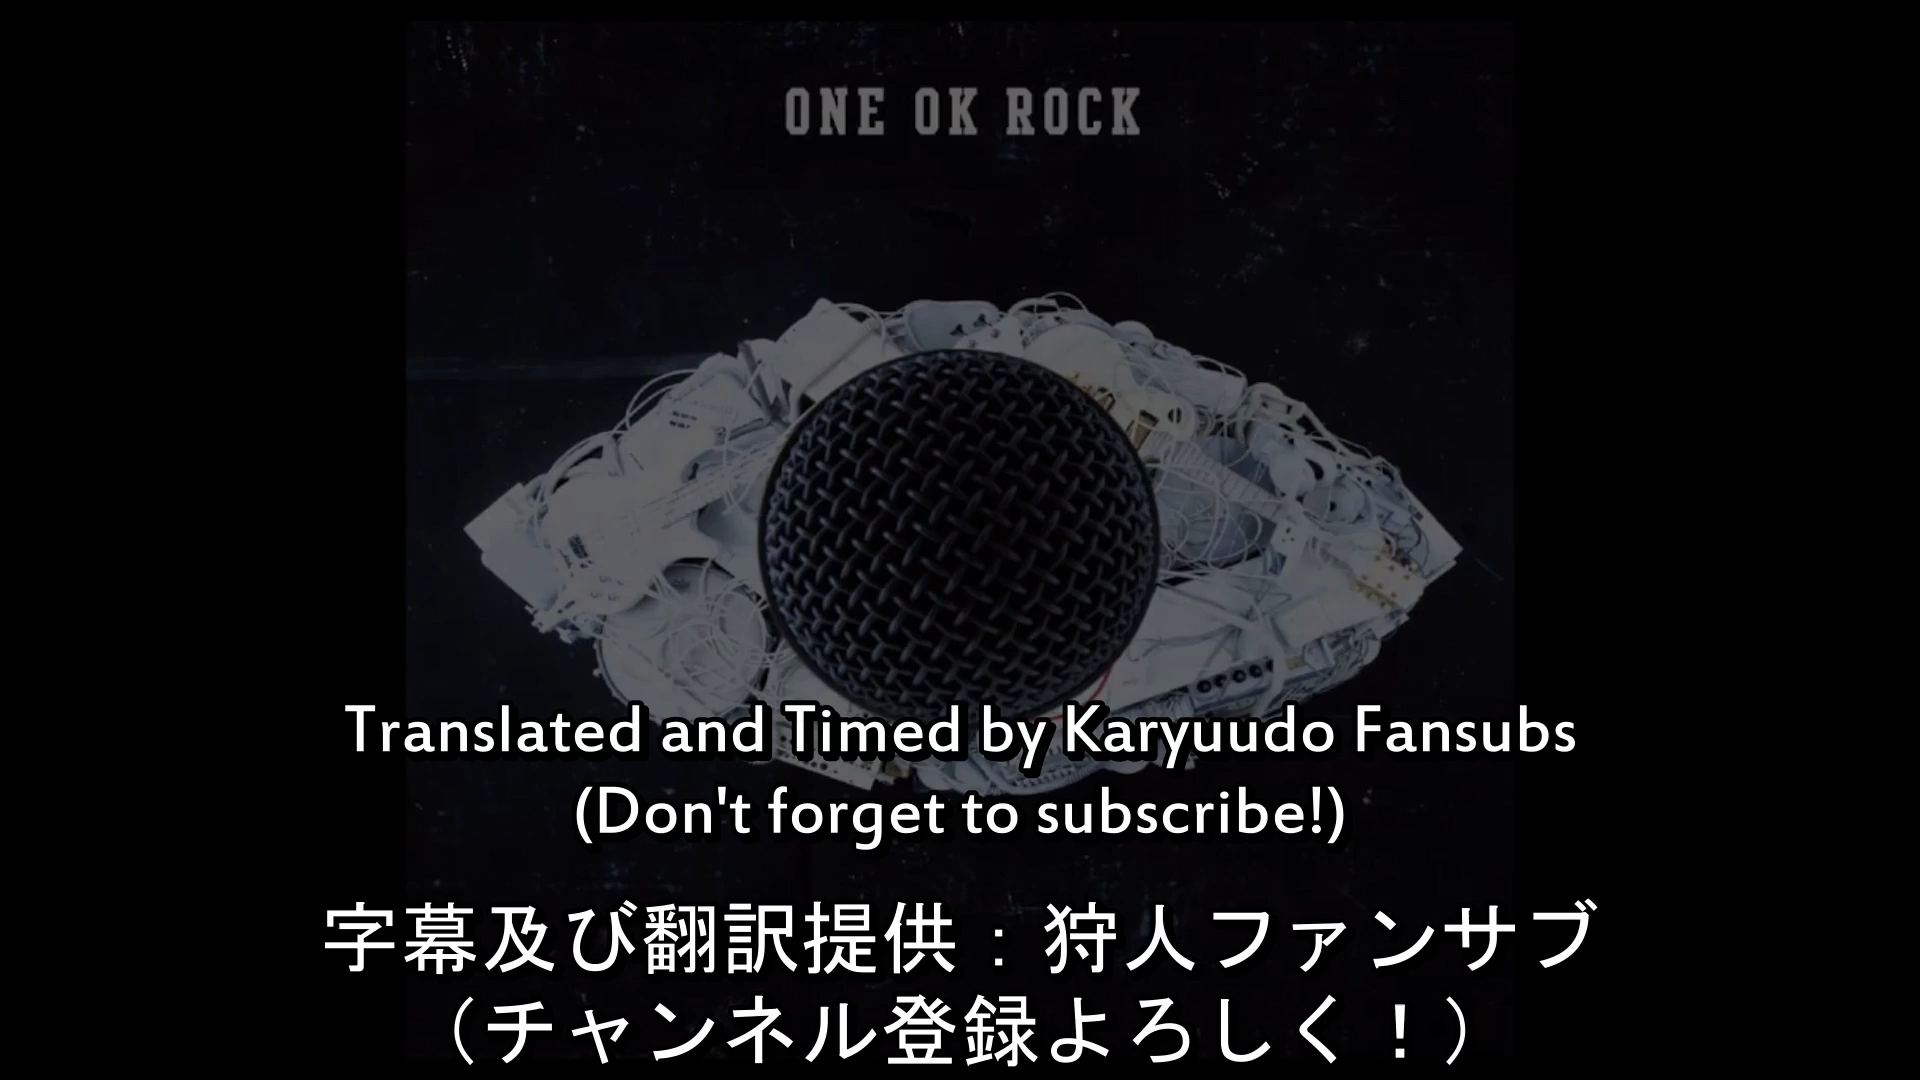 ONE OK ROCK
Translated and Timed by Karyuudo Fansubs
(Don't forget to subscribe!)
字幕及び翻訳提供：狩人ファンサブ
（チャンネル登録よろしく！）